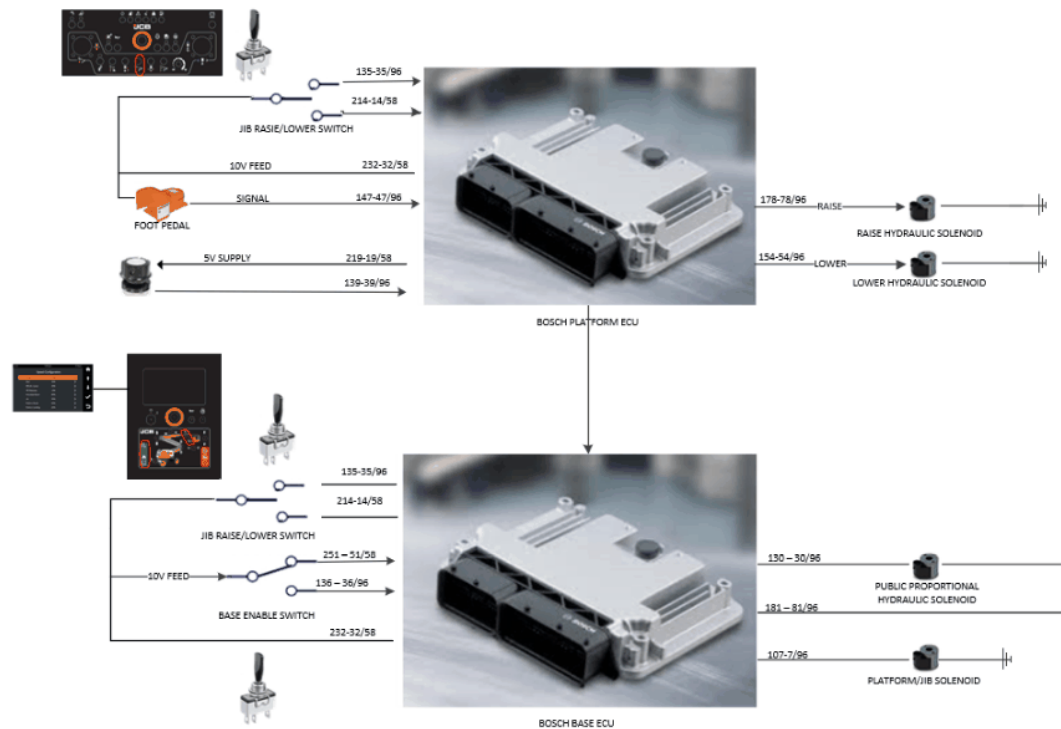 JCB
135-35/96
214-14/58
JIB RASIE/LOWER SWITCH
10V FEED
232-32/58
SIGNAL
147-47/96
FOOT PEDAL
5V SUPPLY
219-19/58
139-39/96
BOSCH
178-78/96
RAISE
RAISE HYDRAULIC SOLENOID
154-54/96
LOWER
LOWER HYDRAULIC SOLENOID
BOSCH PLATFORM ECU
135-35/96
214-14/58
JIB RAISE/LOWER SWITCH
251 – 51/58
10V FEED
136 – 36/96
BASE ENABLE SWITCH
232-32/58
BOSCH
130 – 30/96
PUBLIC PROPORTIONAL
HYDRAULIC SOLENOID
181 – 81/96
107-7/96
PLATFORM/JIB SOLENOID
BOSCH BASE ECU